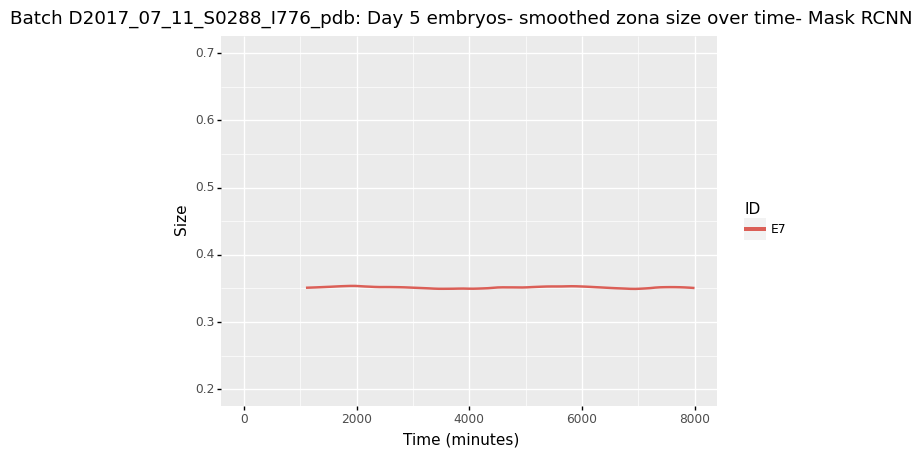 Batch D2017_07_11_S0288_I776_pdb: Day 5 embryos- smoothed zona size over time- Mask RCNN
0.7
0.6
0.5
0.4
0.3
0.2
Size
0 2000 4000 6000 8000
Time (minutes)
ID
E7